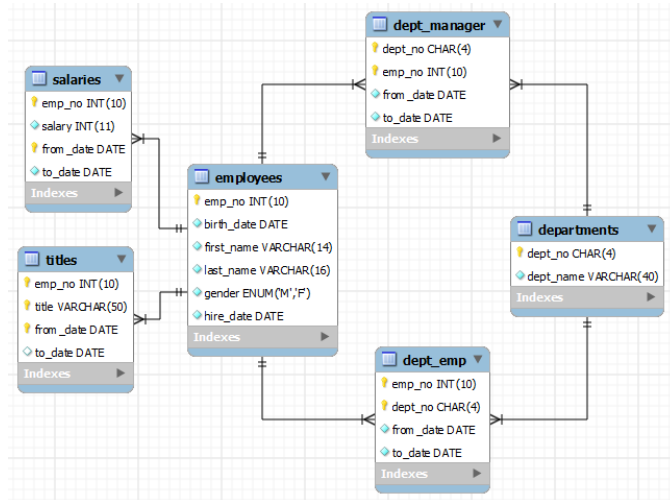 dept_manager
dept_no CHAR(4)
emp_no INT(10)
from_date DATE
to_date DATE
Indexes
salaries
emp_no INT(10)
salary INT(11)
from_date DATE
to_date DATE
Indexes
employees
emp_no INT(10)
birth_date DATE
first_name VARCHAR(14)
last_name VARCHAR(16)
gender ENUM('M','F')
hire_date DATE
Indexes
departments
dept_no CHAR(4)
dept_name VARCHAR(40)
Indexes
titles
emp_no INT(10)
title VARCHAR(50)
from_date DATE
to_date DATE
Indexes
dept_emp
emp_no INT(10)
dept_no CHAR(4)
from_date DATE
to_date DATE
Indexes